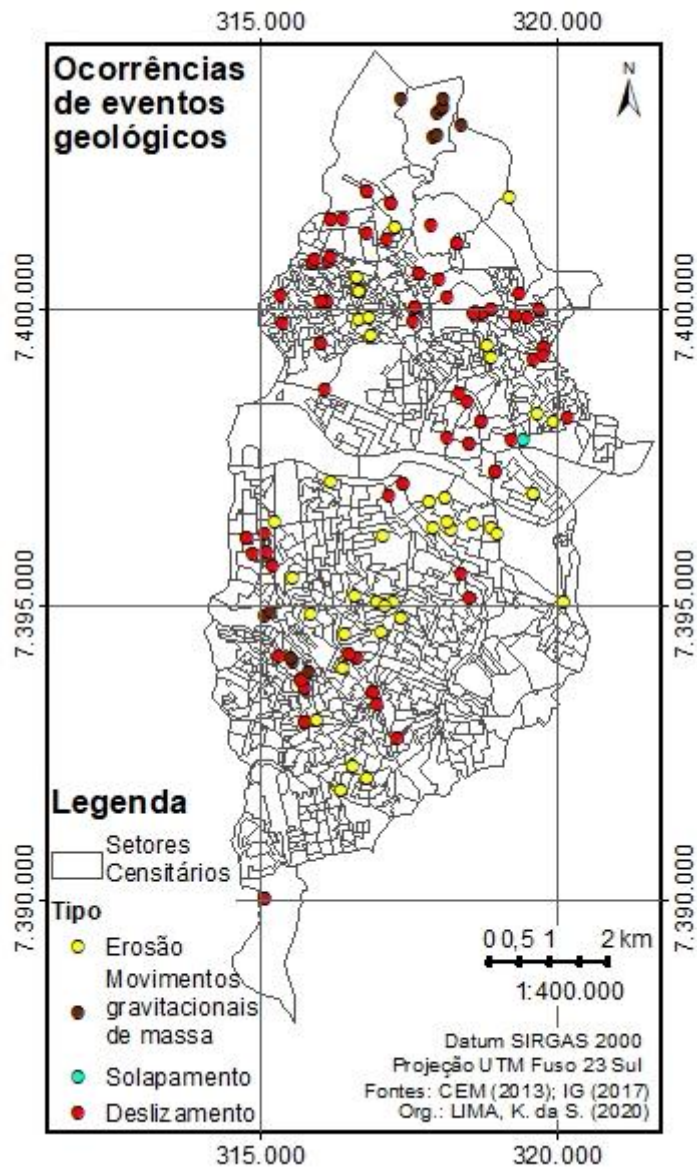 315.000 320.000
Ocorrências
de eventos
geológicos
N
7.400.000 7.400.000
7.395.000 7.395.000
7.390.000 7.390.000
Legenda
Setores
Censitários
Tipo
Erosão
Movimentos
gravitacionais
de massa
Solapamento
Deslizamento
0 0,5 1 2 km
1:400.000
Datum SIRGAS 2000
Projeção UTM Fuso 23 Sul
Fontes: CEM (2013); IG (2017)
Org.: LIMA, K. da S. (2020)
315.000 320.000